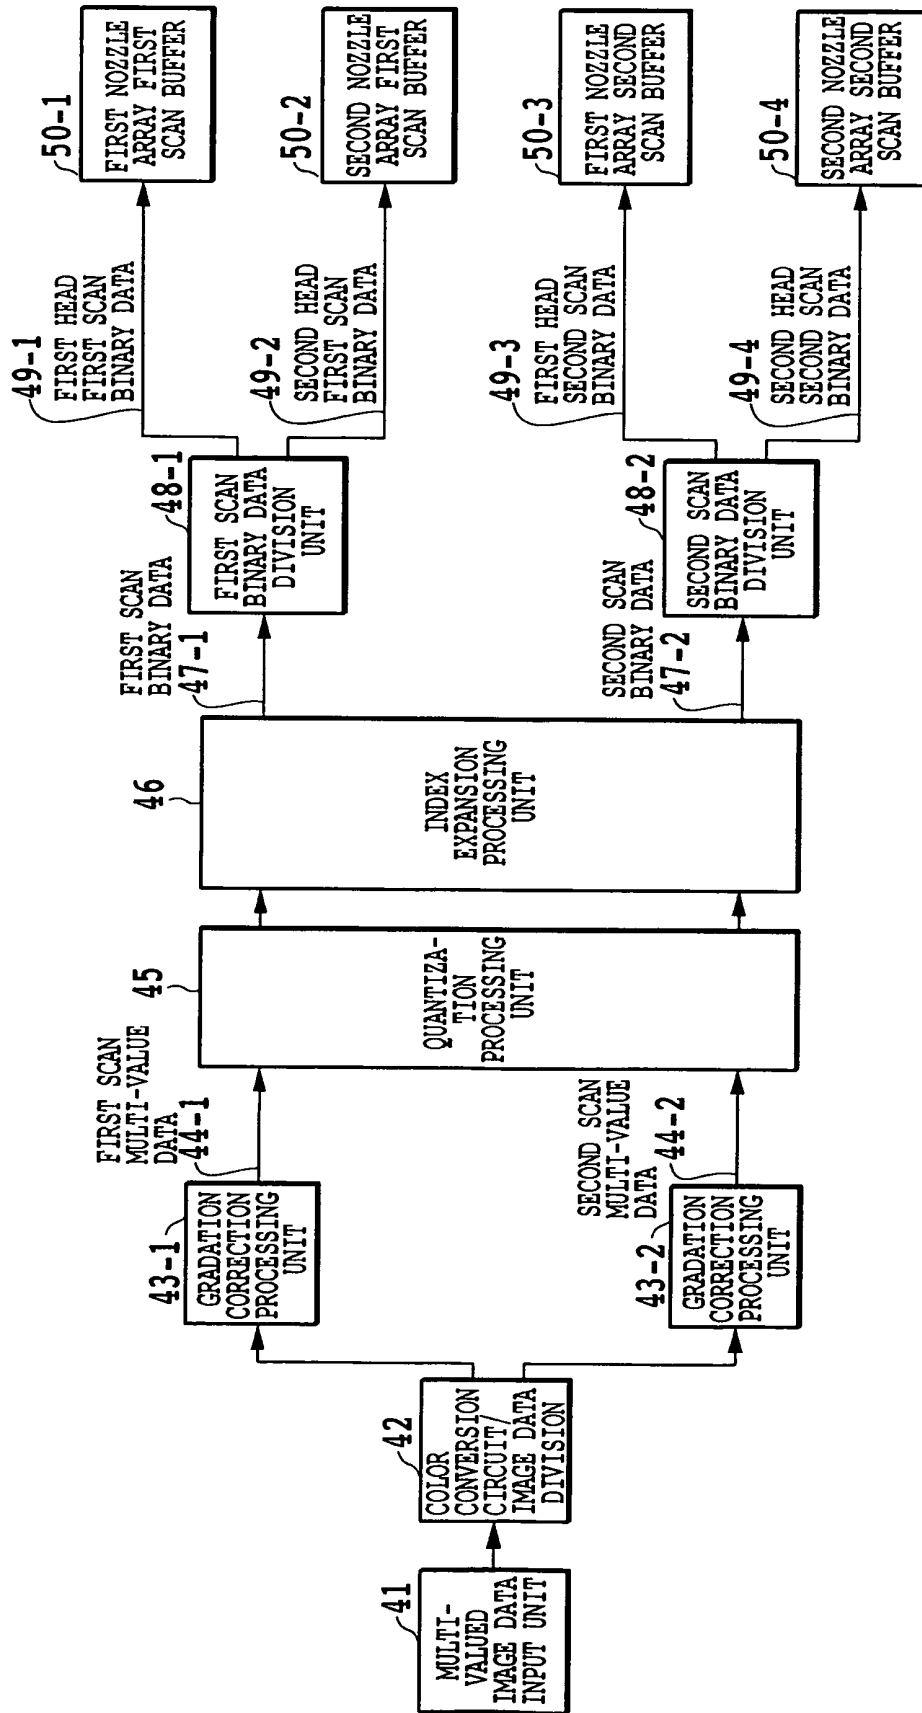 41
MULTI-
VALUED
IMAGE DATA
INPUT UNIT
42
COLOR
CONVERSION
CIRCUIT/
IMAGE DATA
DIVISION
43-1
GRADATION
CORRECTION
PROCESSING
UNIT
FIRST SCAN
MULTI-VALUE
DATA
44-1
43-2
GRADATION
CORRECTION
PROCESSING
UNIT
SECOND SCAN
MULTI-VALUE
DATA
44-2
45
QUANTIZA-
TION
PROCESSING
UNIT
46
INDEX
EXPANSION
PROCESSING
UNIT
FIRST SCAN
BINARY DATA
47-1
SECOND SCAN
BINARY DATA
47-2
48-1
FIRST SCAN
BINARY DATA
DIVISION
UNIT
48-2
SECOND SCAN
BINARY DATA
DIVISION
UNIT
49-1
FIRST HEAD
FIRST SCAN
BINARY DATA
49-2
SECOND HEAD
FIRST SCAN
BINARY DATA
49-3
FIRST HEAD
SECOND SCAN
BINARY DATA
49-4
SECOND HEAD
SECOND SCAN
BINARY DATA
50-1
FIRST NOZZLE
ARRAY FIRST
SCAN BUFFER
50-2
SECOND NOZZLE
ARRAY FIRST
SCAN BUFFER
50-3
FIRST NOZZLE
ARRAY SECOND
SCAN BUFFER
50-4
SECOND NOZZLE
ARRAY SECOND
SCAN BUFFER